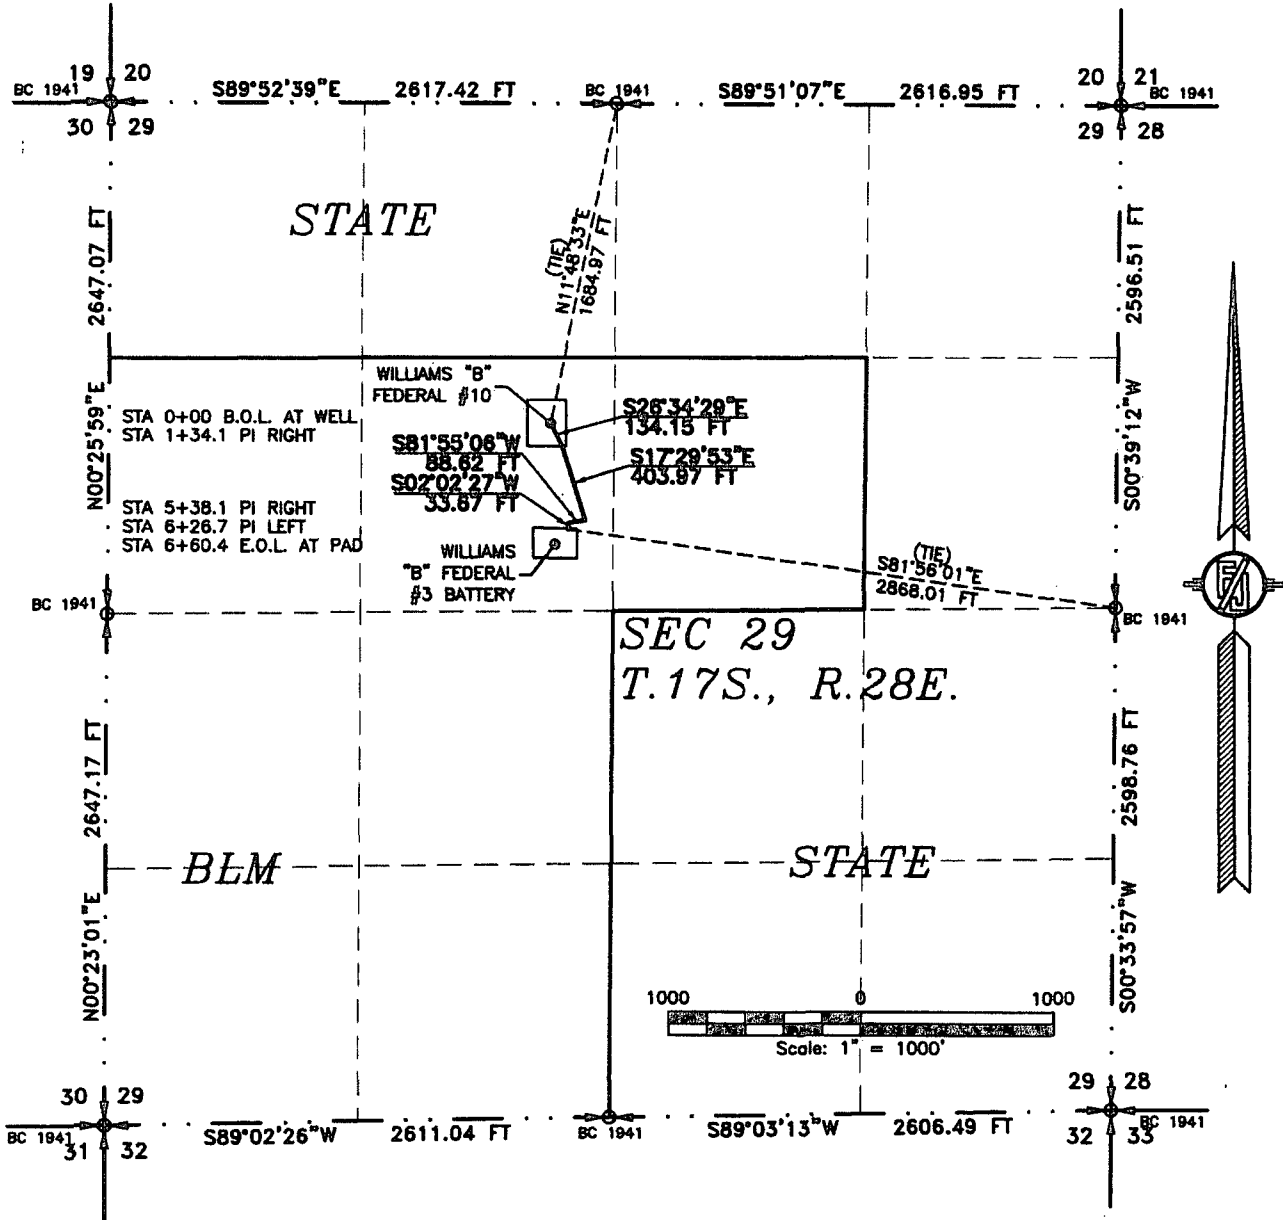 19 20
BC 1941
30 29
S89°52'39"E 2617.42 FT
BC 1941
S89°51'07"E 2616.95 FT
20 21
BC 1941
29 28
STATE
N00°25'59"E 2647.07 FT
(TIE)
N11°48'33"E
1684.97 FT
S00°39'12"W 2596.51 FT
WILLIAMS "B"
FEDERAL #10
STA 0+00 B.O.L. AT WELL
STA 1+34.1 PI RIGHT
S26°34'29"E
134.15 FT
S81°55'06"W
88.62 FT
S17°29'53"E
403.97 FT
S02°02'27"W
33.67 FT
STA 5+38.1 PI RIGHT
STA 6+26.7 PI LEFT
STA 6+60.4 E.O.L. AT PAD
WILLIAMS
"B" FEDERAL
#3 BATTERY
(TIE)
S81°56'01"E
2868.01 FT
BC 1941
BC 1941
SEC 29
T.17S., R.28E.
N00°23'01"E 2647.17 FT
S00°33'57"W 2598.76 FT
BLM
STATE
1000 0 1000
Scale: 1" = 1000'
30 29
BC 1941
31 32
S89°02'26"W 2611.04 FT
BC 1941
S89°03'13"W 2606.49 FT
29 28
32 33
BC 1941